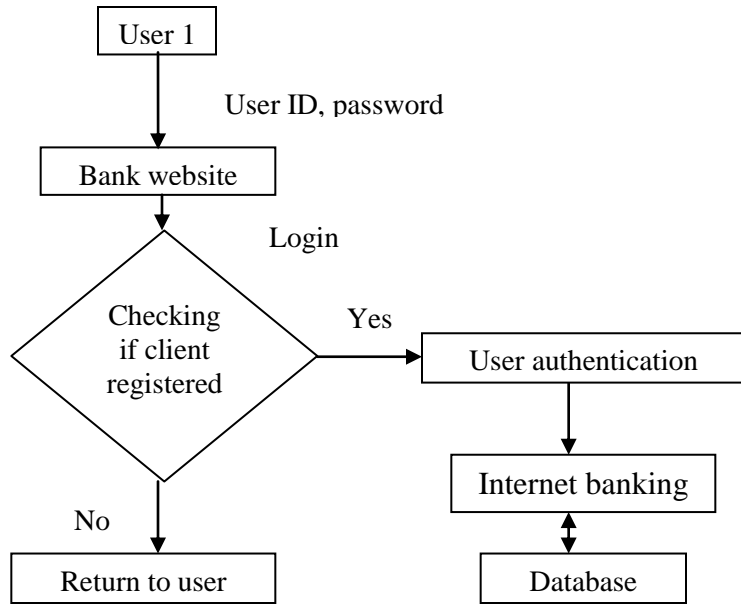 User 1
User ID, password
Bank website
Login
Checking
if client
registered
Yes
User authentication
Internet banking
No
Return to user
Database